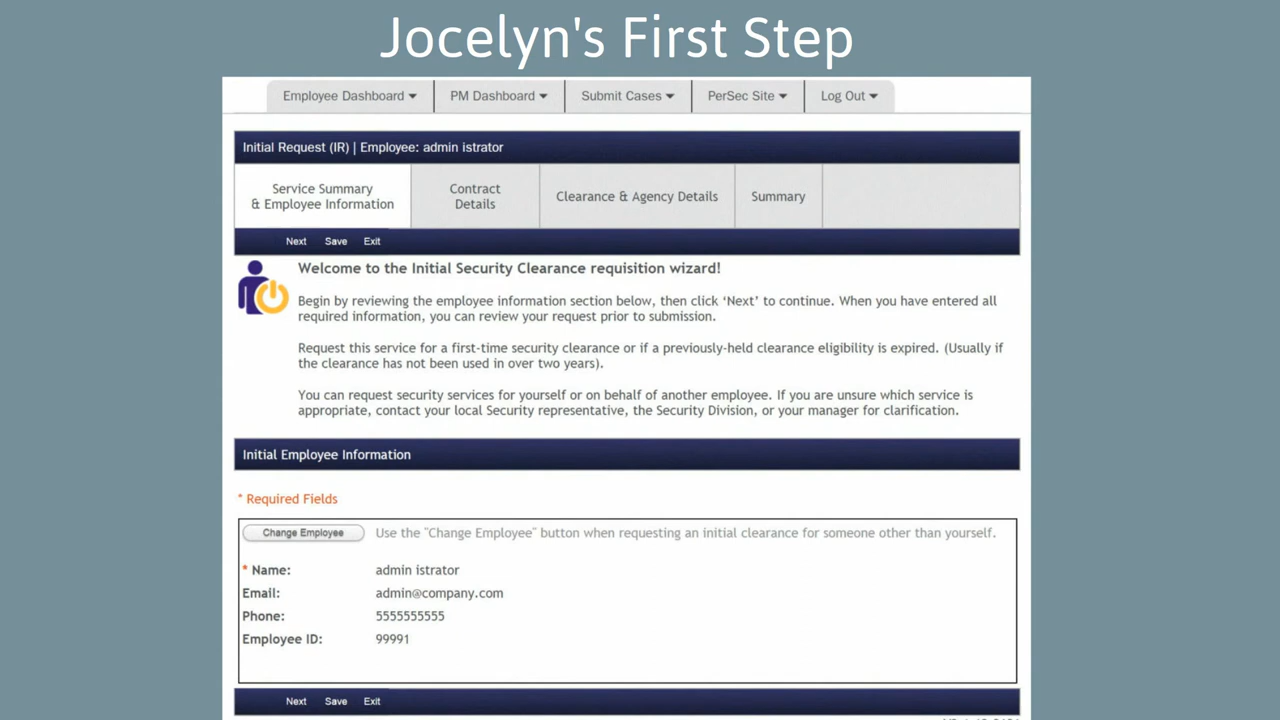 Jocelyn's First Step
Employee Dashboard PM Dashboard Submit Cases PerSec Site Log Out
Initial Request (IR) | Employee: admin istrator
Service Summary
& Employee Information
Contract
Details
Clearance & Agency Details
Summary
Next Save Exit
Welcome to the Initial Security Clearance requisition wizard!
Begin by reviewing the employee information section below, then click ‘Next’ to continue. When you have entered all
required information, you can review your request prior to submission.
Request this service for a first-time security clearance or if a previously-held clearance eligibility is expired. (Usually if
the clearance has not been used in over two years).
You can request security services for yourself or on behalf of another employee. If you are unsure which service is
appropriate, contact your local Security representative, the Security Division, or your manager for clarification.
Initial Employee Information
* Required Fields
Change Employee Use the "Change Employee" button when requesting an initial clearance for someone other than yourself.
* Name: admin istrator
Email: admin@company.com
Phone: 5555555555
Employee ID: 99991
Next Save Exit